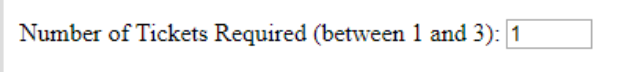 Number of Tickets Required (between 1 and 3): 1